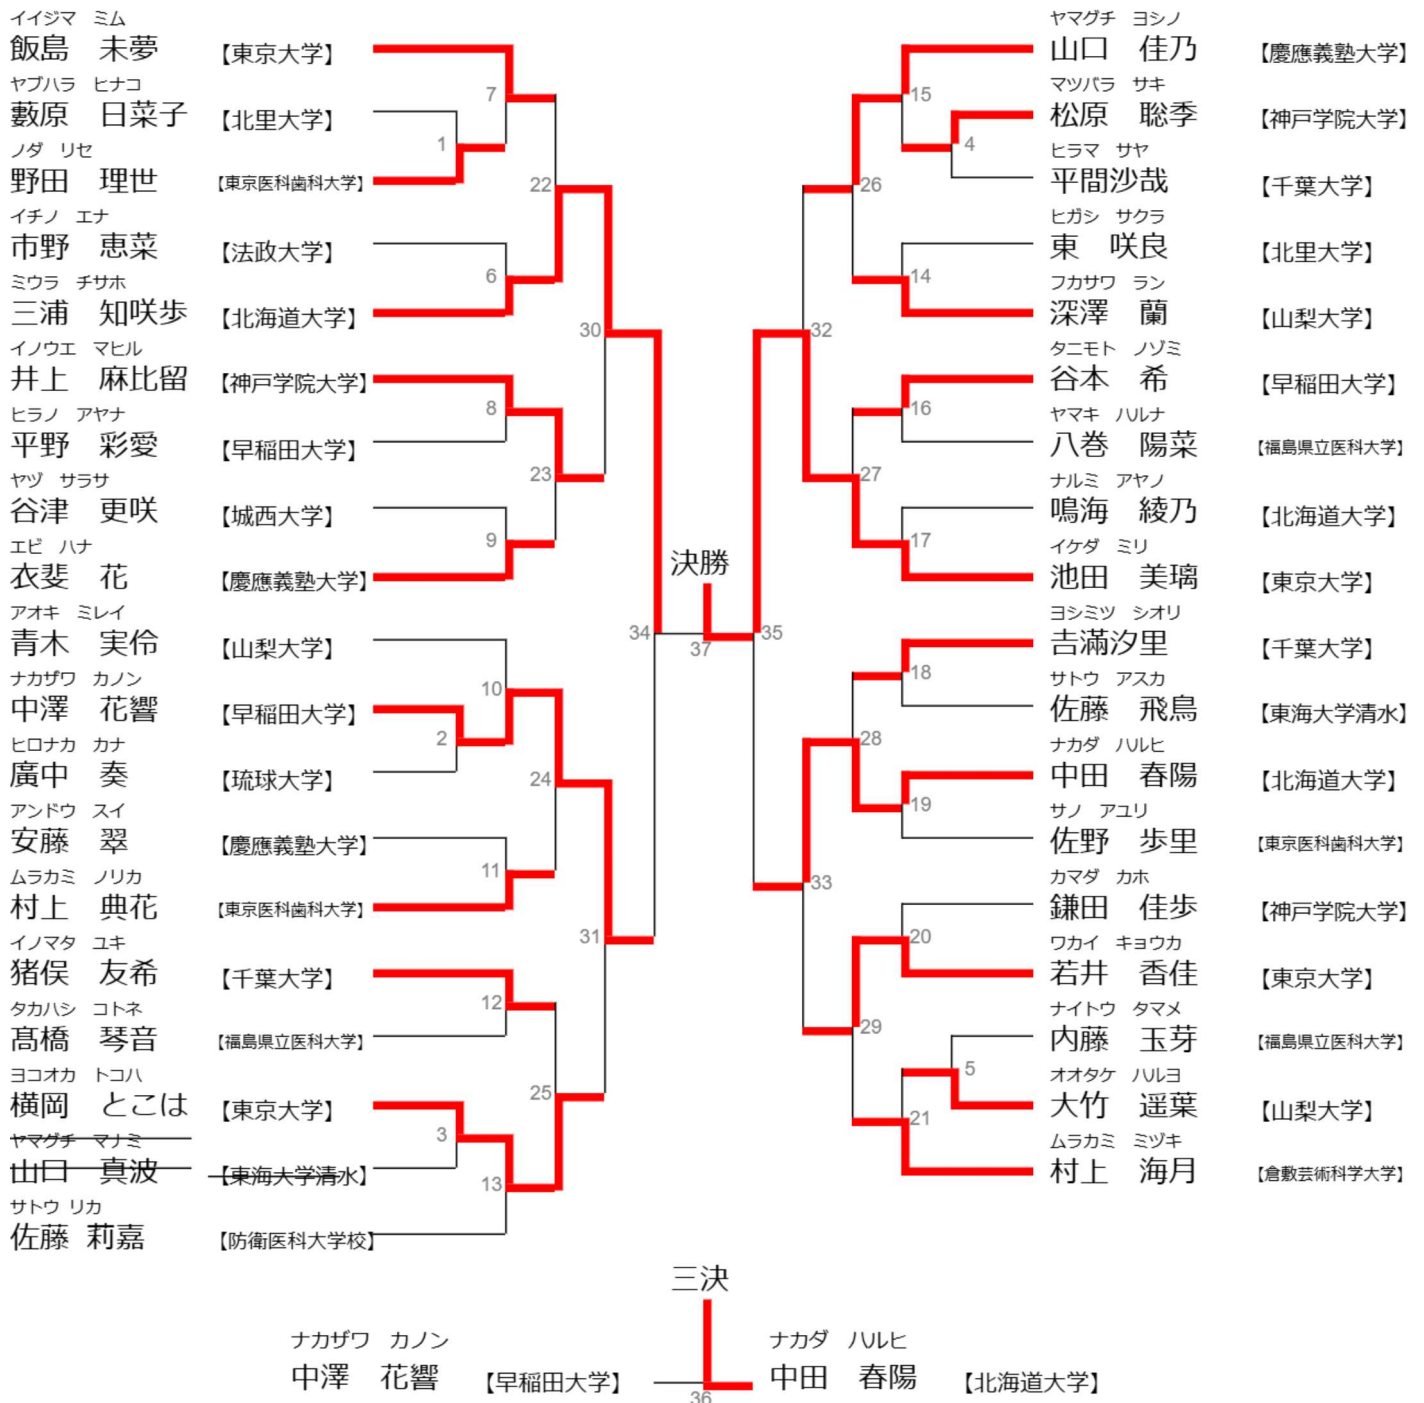 イイジマ ミム
飯島 未夢 【東京大学】
ヤブハラ ヒナコ
藪原 日菜子 【北里大学】
ノダ リセ
野田 理世 【東京医科歯科大学】
イチノ エナ
市野 恵菜 【法政大学】
ミウラ チサホ
三浦 知咲歩 【北海道大学】
イノウエ マヒル
井上 麻比留 【神戸学院大学】
ヒラノ アヤナ
平野 彩愛 【早稲田大学】
ヤヅ サラサ
谷津 更咲 【城西大学】
エビ ハナ
衣斐 花 【慶應義塾大学】
アオキ ミレイ
青木 実伶 【山梨大学】
ナカザワ カノン
中澤 花響 【早稲田大学】
ヒロナカ カナ
廣中 奏 【琉球大学】
アンドウ スイ
安藤 翠 【慶應義塾大学】
ムラカミ ノリカ
村上 典花 【東京医科歯科大学】
イノマタ ユキ
猪俣 友希 【千葉大学】
タカハシ コトネ
髙橋 琴音 【福島県立医科大学】
ヨコオカ トコハ
横岡 とこは 【東京大学】
ヤマグチ マナミ
山口 真波 【東海大学清水】
サトウ リカ
佐藤 莉嘉 【防衛医科大学校】
7
1
22
6
30
8
23
9
34
10
2
24
11
31
12
25
3
13
決勝
37
15
4
26
14
32
16
27
17
35
18
28
19
33
20
29
5
21
ヤマグチ ヨシノ
山口 佳乃 【慶應義塾大学】
マツバラ サキ
松原 聡季 【神戸学院大学】
ヒラマ サヤ
平間沙哉 【千葉大学】
ヒガシ サクラ
東 咲良 【北里大学】
フカサワ ラン
深澤 蘭 【山梨大学】
タニモト ノゾミ
谷本 希 【早稲田大学】
ヤマキ ハルナ
八巻 陽菜 【福島県立医科大学】
ナルミ アヤノ
鳴海 綾乃 【北海道大学】
イケダ ミリ
池田 美璃 【東京大学】
ヨシミツ シオリ
吉滿汐里 【千葉大学】
サトウ アスカ
佐藤 飛鳥 【東海大学清水】
ナカダ ハルヒ
中田 春陽 【北海道大学】
サノ アユリ
佐野 歩里 【東京医科歯科大学】
カマダ カホ
鎌田 佳歩 【神戸学院大学】
ワカイ キョウカ
若井 香佳 【東京大学】
ナイトウ タマメ
内藤 玉芽 【福島県立医科大学】
オオタケ ハルヨ
大竹 遥葉 【山梨大学】
ムラカミ ミヅキ
村上 海月 【倉敷芸術科学大学】
三決
ナカザワ カノン ナカダ ハルヒ
中澤 花響 【早稲田大学】 中田 春陽 【北海道大学】
36